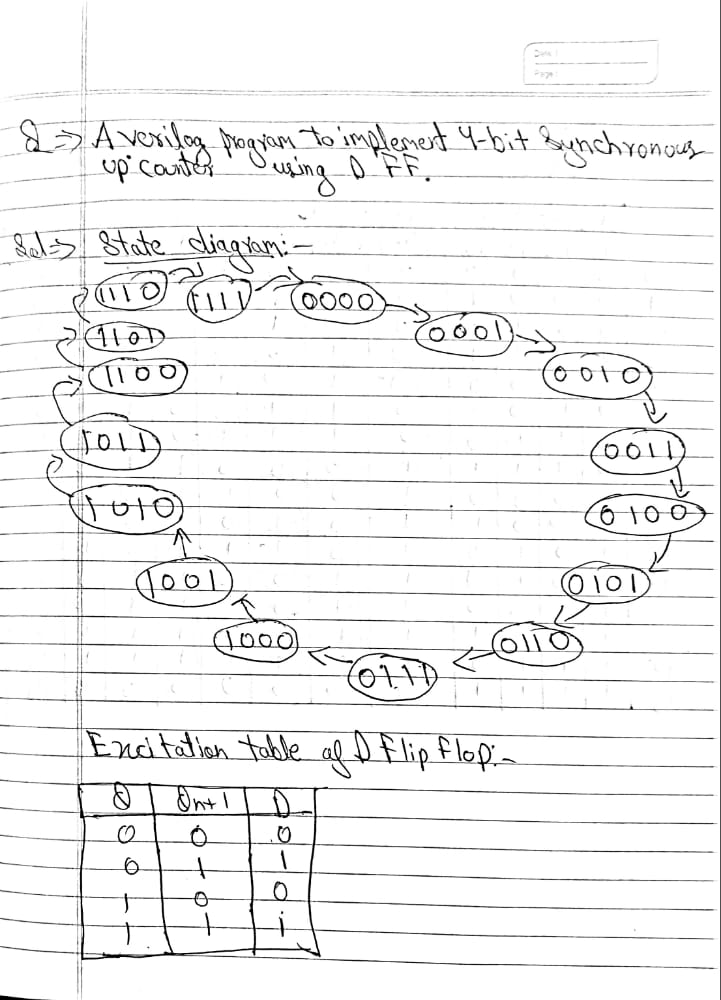 Date :
Page :
Q ⇒ A verilog program to implement 4-bit Synchronous
up counter using D FF.
Sol ⇒ State diagram:-
1110 1111 0000
0001
1101
1100 0010
1011 0011
1010 0100
1001 0101
1000 0110
0111
Excitation table of D flip flop:-
Q Qn+1 D
0 0 0
0 1 1
1 0 0
1 1 1